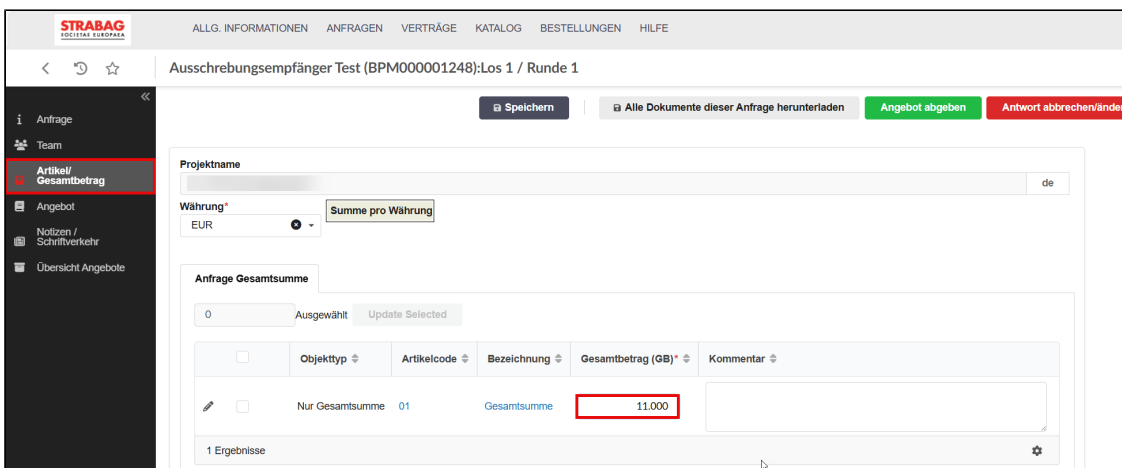 STRABAG
SOCIETAS EUROPAEA
ALLG. INFORMATIONEN ANFRAGEN VERTRÄGE KATALOG BESTELLUNGEN HILFE
Ausschrebungsempfänger Test (BPM000001248):Los 1 / Runde 1
Speichern Alle Dokumente dieser Anfrage herunterladen Angebot abgeben Antwort abbrechen/änder
Anfrage
Team
Artikel/
Gesamtbetrag
Angebot
Notizen /
Schriftverkehr
Übersicht Angebote
Projektname
de
Währung*
Summe pro Währung
EUR
Anfrage Gesamtsumme
0 Ausgewählt Update Selected
Objekttyp Artikelcode Bezeichnung Gesamtbetrag (GB)* Kommentar
Nur Gesamtsumme 01 Gesamtsumme 11.000
1 Ergebnisse